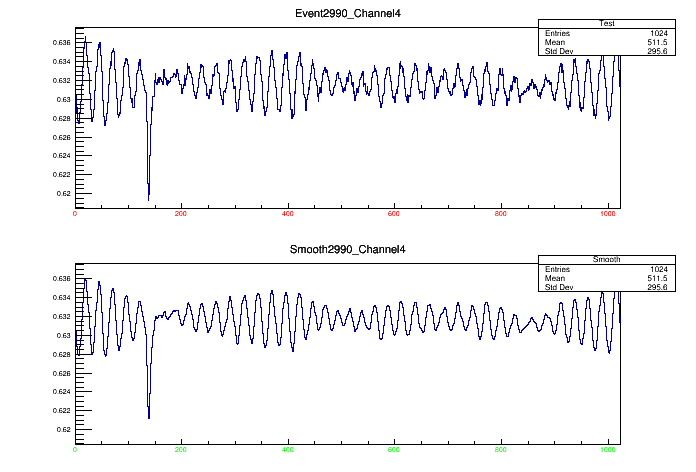 Event2990_Channel4
Test
Entries 1024
Mean 511.5
Std Dev 295.6
0.636
0.634
0.632
0.63
0.628
0.626
0.624
0.622
0.62
0 200 400 600 800 1000
Smooth2990_Channel4
Smooth
Entries 1024
Mean 511.5
Std Dev 295.6
0.636
0.634
0.632
0.63
0.628
0.626
0.624
0.622
0.62
0 200 400 600 800 1000